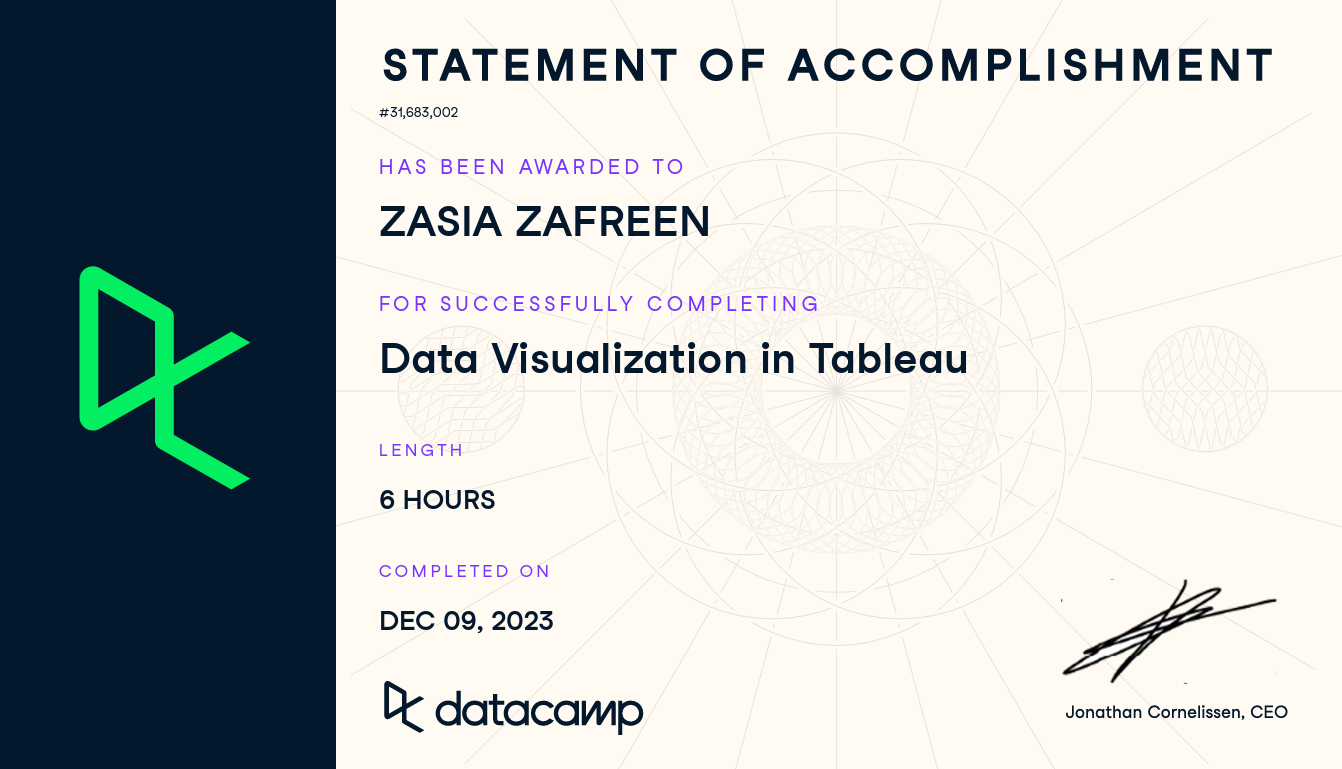 STATEMENT OF ACCOMPLISHMENT
#31,683,002
HAS BEEN AWARDED TO
ZASIA ZAFREEN
FOR SUCCESSFULLY COMPLETING
Data Visualization in Tableau
LENGTH
6 HOURS
COMPLETED ON
DEC 09, 2023
datacamp
Jonathan Cornelissen, CEO